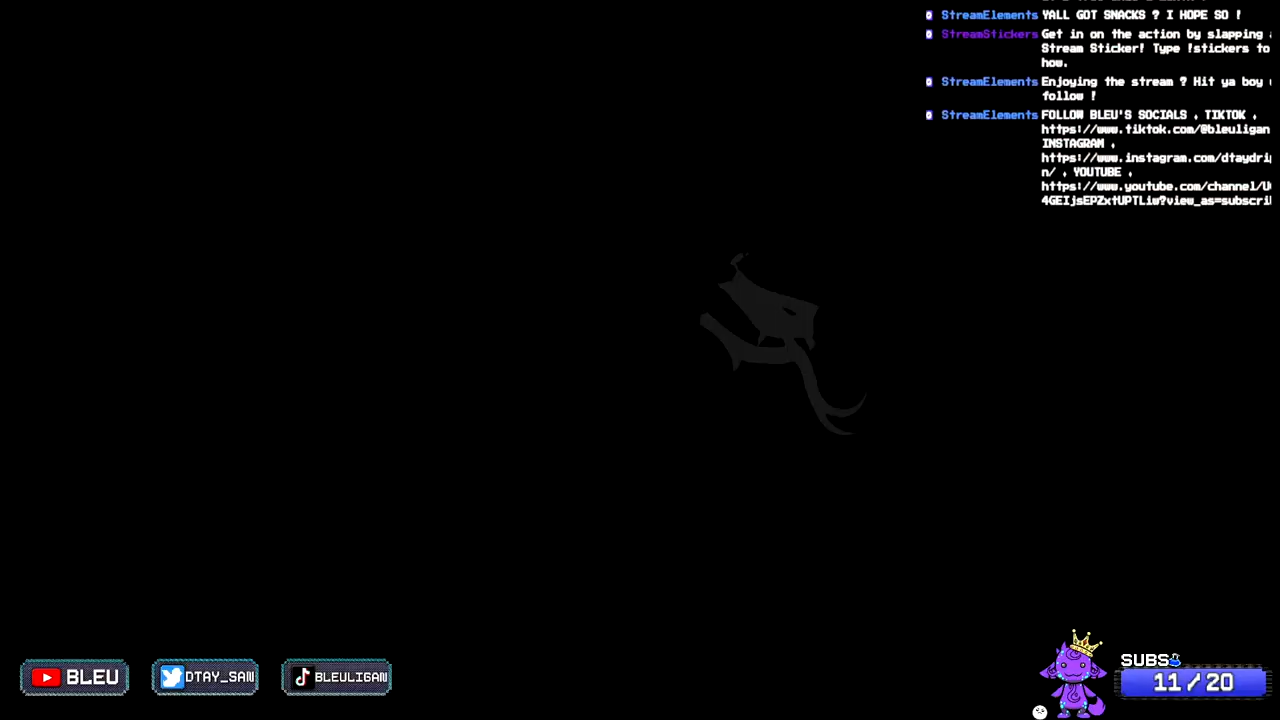 StreamElements YALL GOT SNACKS ? I HOPE SO !
StreamStickers Get in on the action by slapping
Stream Sticker! Type !stickers to
how.
StreamElements Enjoying the stream ? Hit ya boy
follow !
StreamElements FOLLOW BLEU'S SOCIALS , TIKTOK ,
https://www.tiktok.com/@bleuligan
INSTAGRAM ,
https://www.instagram.com/dtaydri
n/ , YOUTUBE ,
https://www.youtube.com/channel/U
4GEIjsEPZxtUPTLiw?view_as=subscri
BLEU
DTAY_SAN
BLEULIGAN
SUBS
11/20